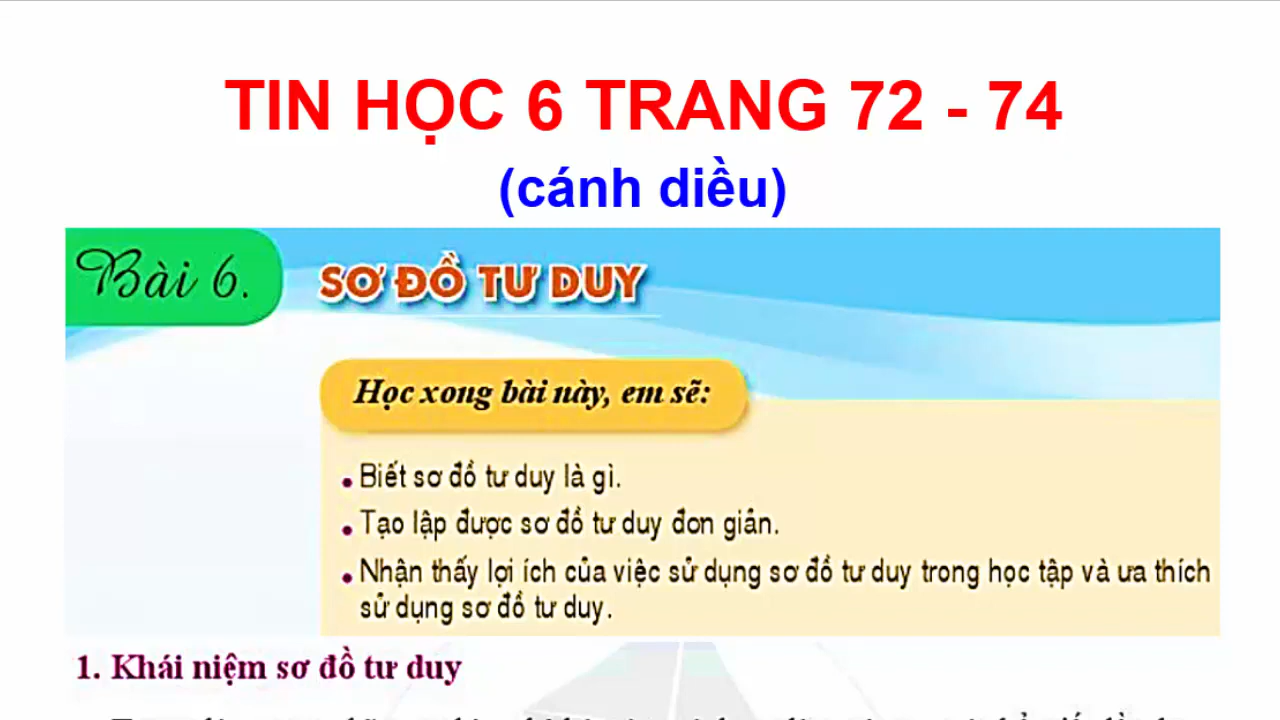 TIN HỌC 6 TRANG 72 - 74
(cánh diều)
Bài 6. SƠ ĐỒ TƯ DUY
Học xong bài này, em sẽ:
• Biết sơ đồ tư duy là gì.
• Tạo lập được sơ đồ tư duy đơn giản.
• Nhận thấy lợi ích của việc sử dụng sơ đồ tư duy trong học tập và ưa thích
sử dụng sơ đồ tư duy.
1. Khái niệm sơ đồ tư duy